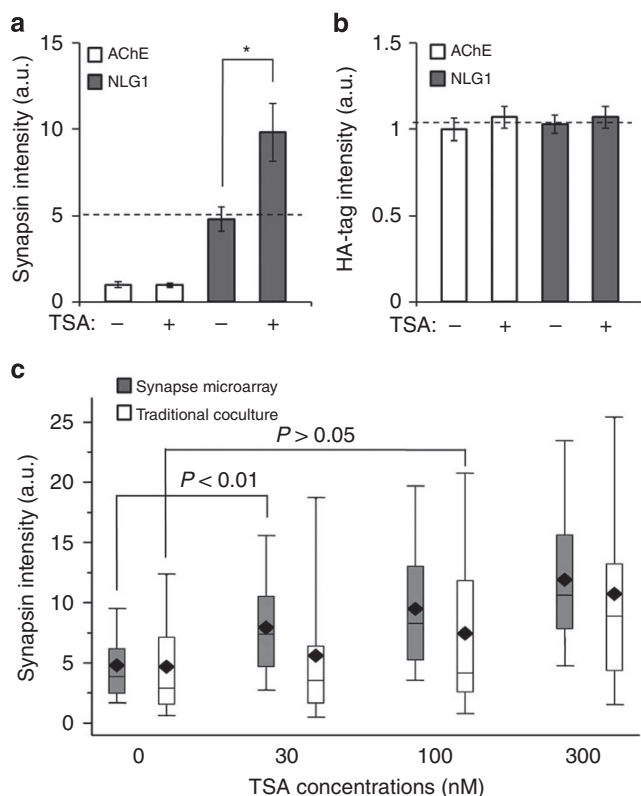 a
15
10
5
0
Synapsin intensity (a.u.)
AChE
NLG1
*
TSA: – + – +
b
1.5
1
0.5
0
HA-tag intensity (a.u.)
AChE
NLG1
TSA: – + – +
c
Synapse microarray
Traditional coculture
25
20
15
10
5
0
Synapsin intensity (a.u.)
P > 0.05
P < 0.01
0 30 100 300
TSA concentrations (nM)